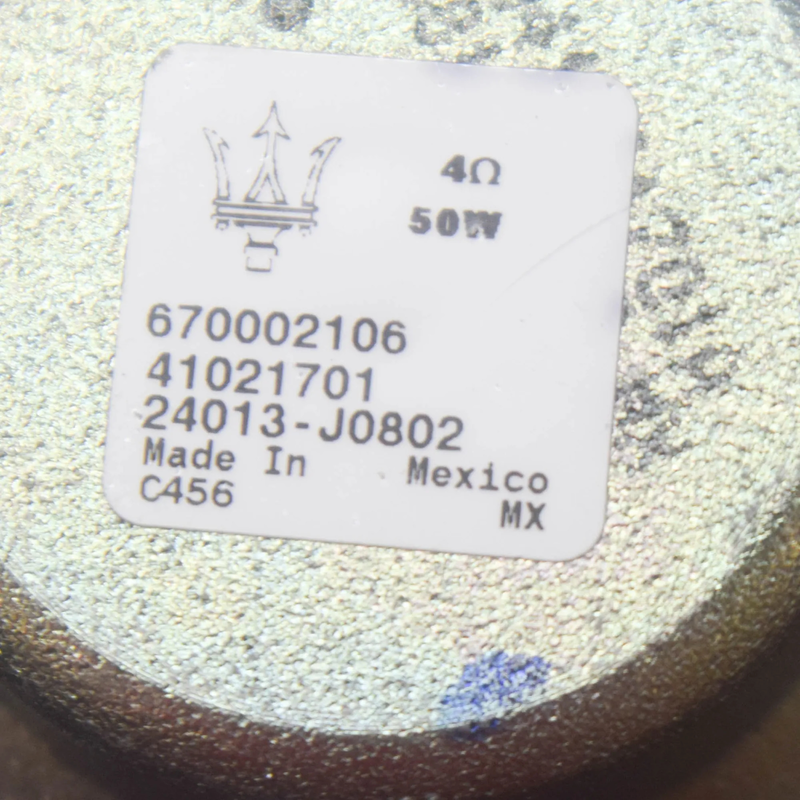 4Ω
50W
670002106
41021701
24013-J0802
Made In Mexico
C456 MX